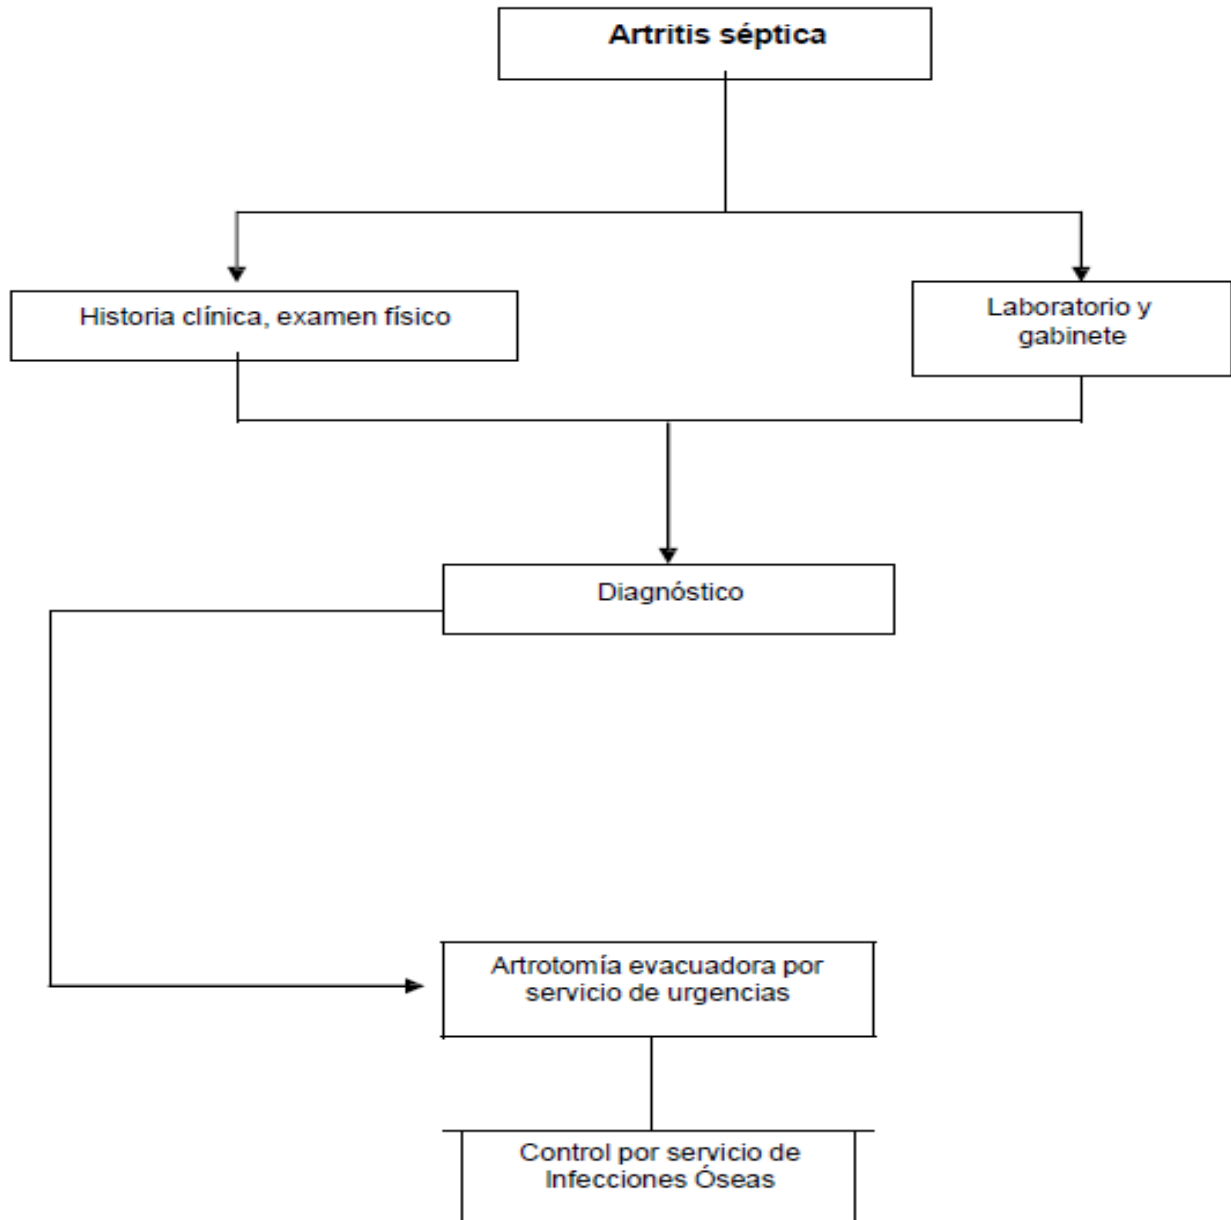 Artritis séptica
Historia clínica, examen físico
Laboratorio y
gabinete
Diagnóstico
Artrotomía evacuadora por
servicio de urgencias
Control por servicio de
Infecciones Óseas